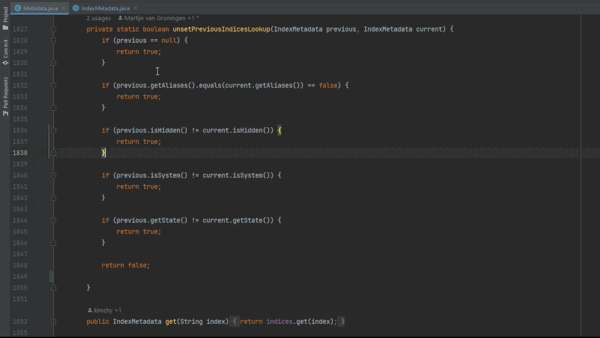 Metadata.java × IndexMetadata.java ×
Project
Commit
Pull Requests
2 usages Martijn van Groningen +1 *
1827 private static boolean unsetPreviousIndicesLookup(IndexMetadata previous, IndexMetadata current) {
1828 if (previous == null) {
1829 return true;
1830 }
1831
1832 if (previous.getAliases().equals(current.getAliases()) == false) {
1833 return true;
1834 }
1835
1836 if (previous.isHidden() != current.isHidden()) {
1837 return true;
1838 }
1839
1840 if (previous.isSystem() != current.isSystem()) {
1841 return true;
1842 }
1843
1844 if (previous.getState() != current.getState()) {
1845 return true;
1846 }
1847
1848 return false;
1849
1850 }
1851
kimchy +1
1852 public IndexMetadata get(String index) { return indices.get(index); }
1855